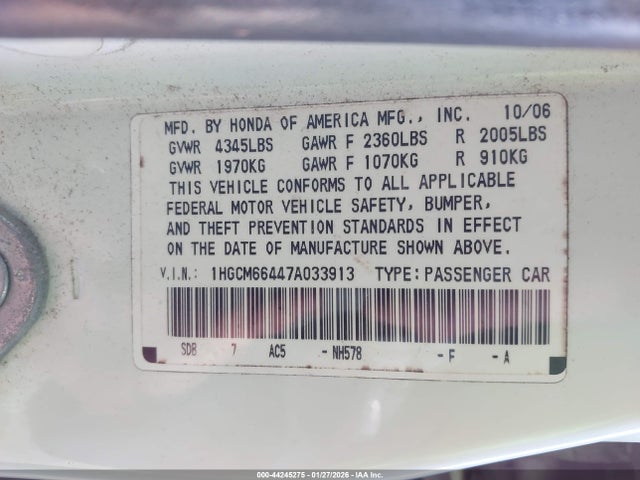 MFD. BY HONDA OF AMERICA MFG., INC. 10/06
GVWR 4345LBS GAWR F 2360LBS R 2005LBS
GVWR 1970KG GAWR F 1070KG R 910KG
THIS VEHICLE CONFORMS TO ALL APPLICABLE
FEDERAL MOTOR VEHICLE SAFETY, BUMPER,
AND THEFT PREVENTION STANDARDS IN EFFECT
ON THE DATE OF MANUFACTURE SHOWN ABOVE.
V.I.N.: 1HGCM66447A033913 TYPE: PASSENGER CAR
SDB 7 AC5 -NH578 -F -A
000-44245275 - 01/27/2026 - IAA Inc.